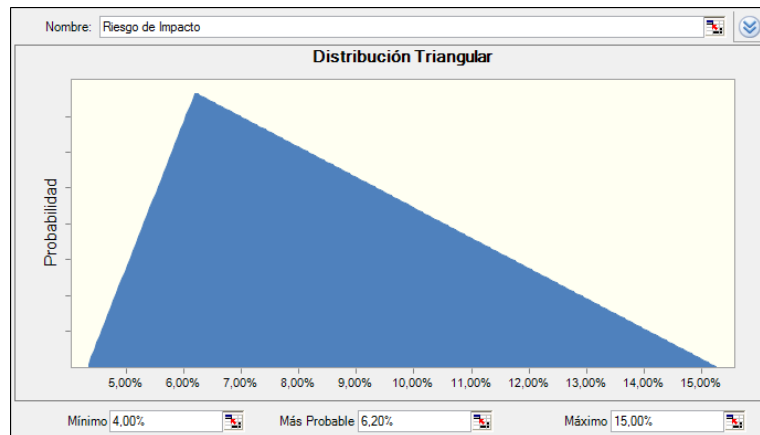 Nombre: Riesgo de Impacto
Distribución Triangular
Probabilidad
5,00% 6,00% 7,00% 8,00% 9,00% 10,00% 11,00% 12,00% 13,00% 14,00% 15,00%
Mínimo 4,00% Más Probable 6,20% Máximo 15,00%